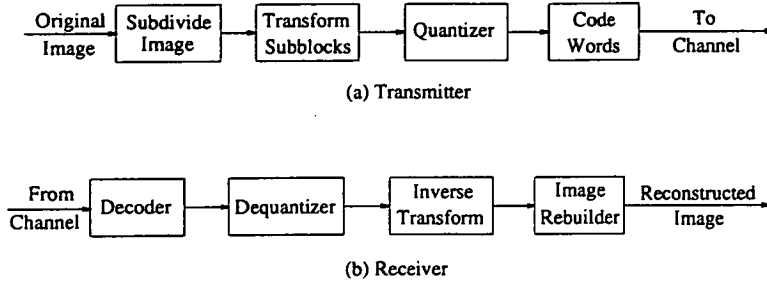 Original Image
Subdivide Image
Transform Subblocks
Quantizer
Code Words
To Channel
(a) Transmitter
From Channel
Decoder
Dequantizer
Inverse Transform
Image Rebuilder
Reconstructed Image
(b) Receiver